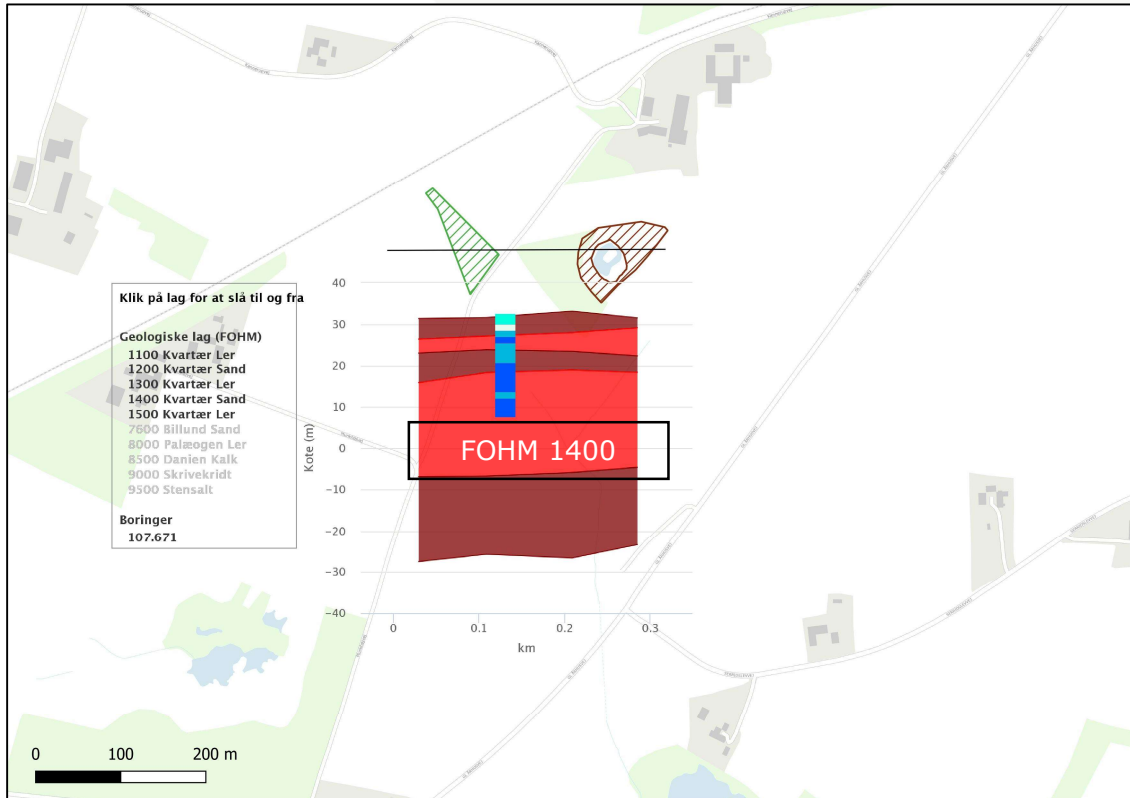 Klik på lag for at slå til og fra
Geologiske lag (FOHM)
1100 Kvartær Ler
1200 Kvartær Sand
1300 Kvartær Ler
1400 Kvartær Sand
1500 Kvartær Ler
7600 Billund Sand
8000 Palæogen Ler
8500 Danien Kalk
9000 Skrivekridt
9500 Stensalt
Boringer
107.671
Kote (m)
40
30
20
10
0
−10
−20
−30
−40
0
0.1
0.2
0.3
km
FOHM 1400
0
100
200 m